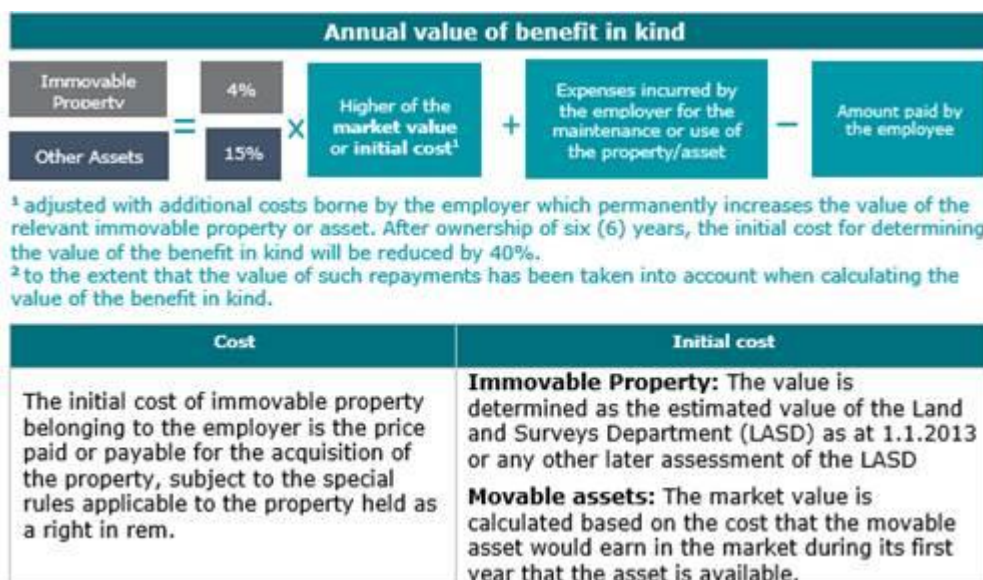 Annual value of benefit in kind
Immovable
Property
Other Assets
=
4%
15%
×
Higher of the
market value
or initial cost¹
+
Expenses incurred by
the employer for the
maintenance or use of
the property/asset
−
Amount paid by
the employee
¹ adjusted with additional costs borne by the employer which permanently increases the value of the
relevant immovable property or asset. After ownership of six (6) years, the initial cost for determining
the value of the benefit in kind will be reduced by 40%.
² to the extent that the value of such repayments has been taken into account when calculating the
value of the benefit in kind.
Cost
The initial cost of immovable property
belonging to the employer is the price
paid or payable for the acquisition of
the property, subject to the special
rules applicable to the property held as
a right in rem.
Initial cost
Immovable Property: The value is
determined as the estimated value of the Land
and Surveys Department (LASD) as at 1.1.2013
or any other later assessment of the LASD
Movable assets: The market value is
calculated based on the cost that the movable
asset would earn in the market during its first
year that the asset is available.